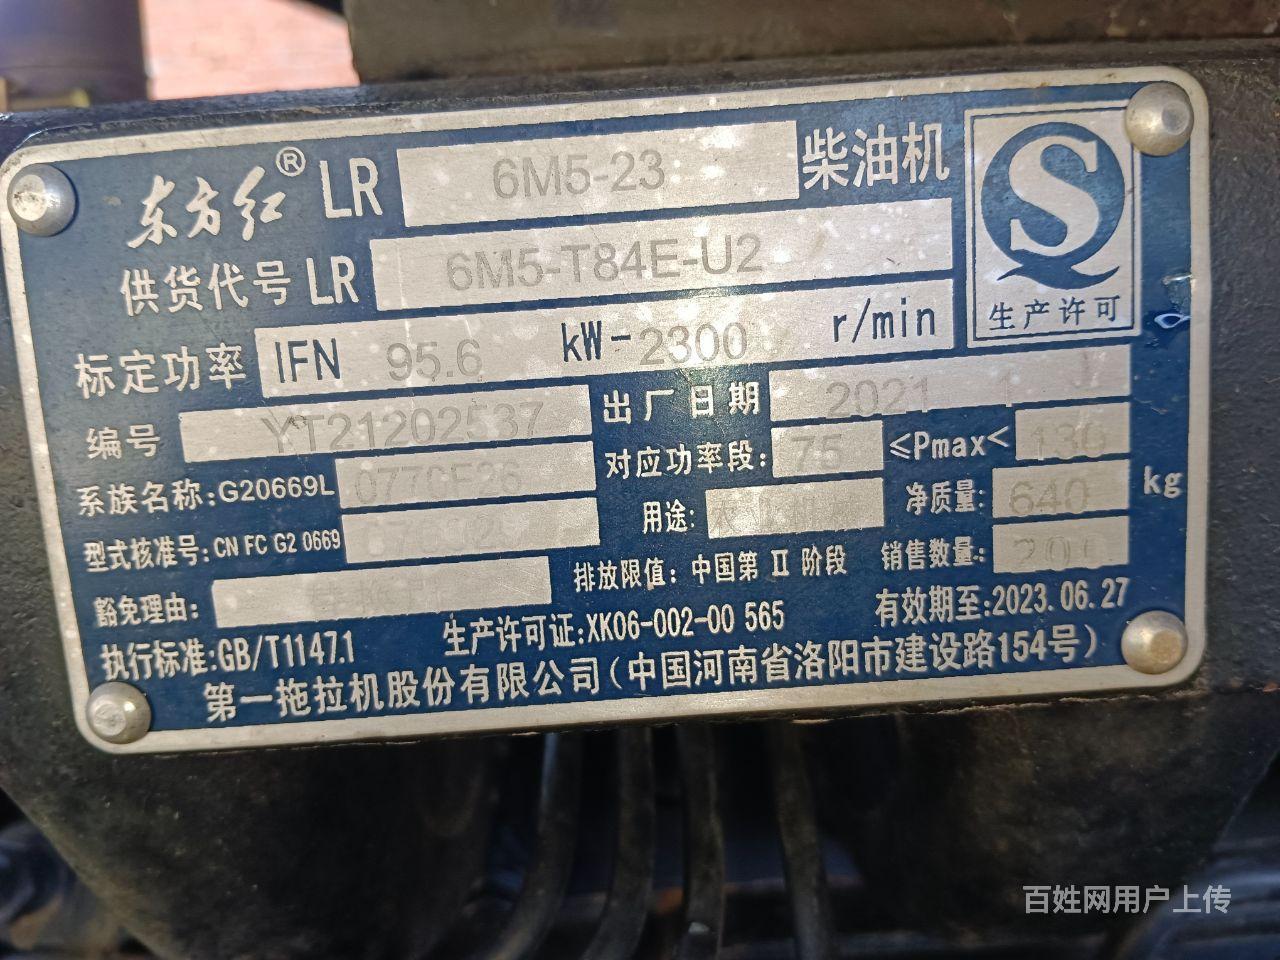 东方红® LR 6M5-23 柴油机
供货代号 LR 6M5-T84E-U2
生产许可
标定功率 IFN 95.6 kW-2300 r/min
编号 YT21202537 出厂日期 2021 1
系族名称:G20669L 对应功率段: 75 ≤Pmax< 130
型式核准号:CN FC G2 0669 用途: 净质量: 640 kg
豁免理由: 排放限值: 中国第 II 阶段 销售数量:
执行标准:GB/T1147.1 生产许可证:XK06-002-00 565 有效期至:2023.06.27
第一拖拉机股份有限公司(中国河南省洛阳市建设路154号)
百姓网用户上传